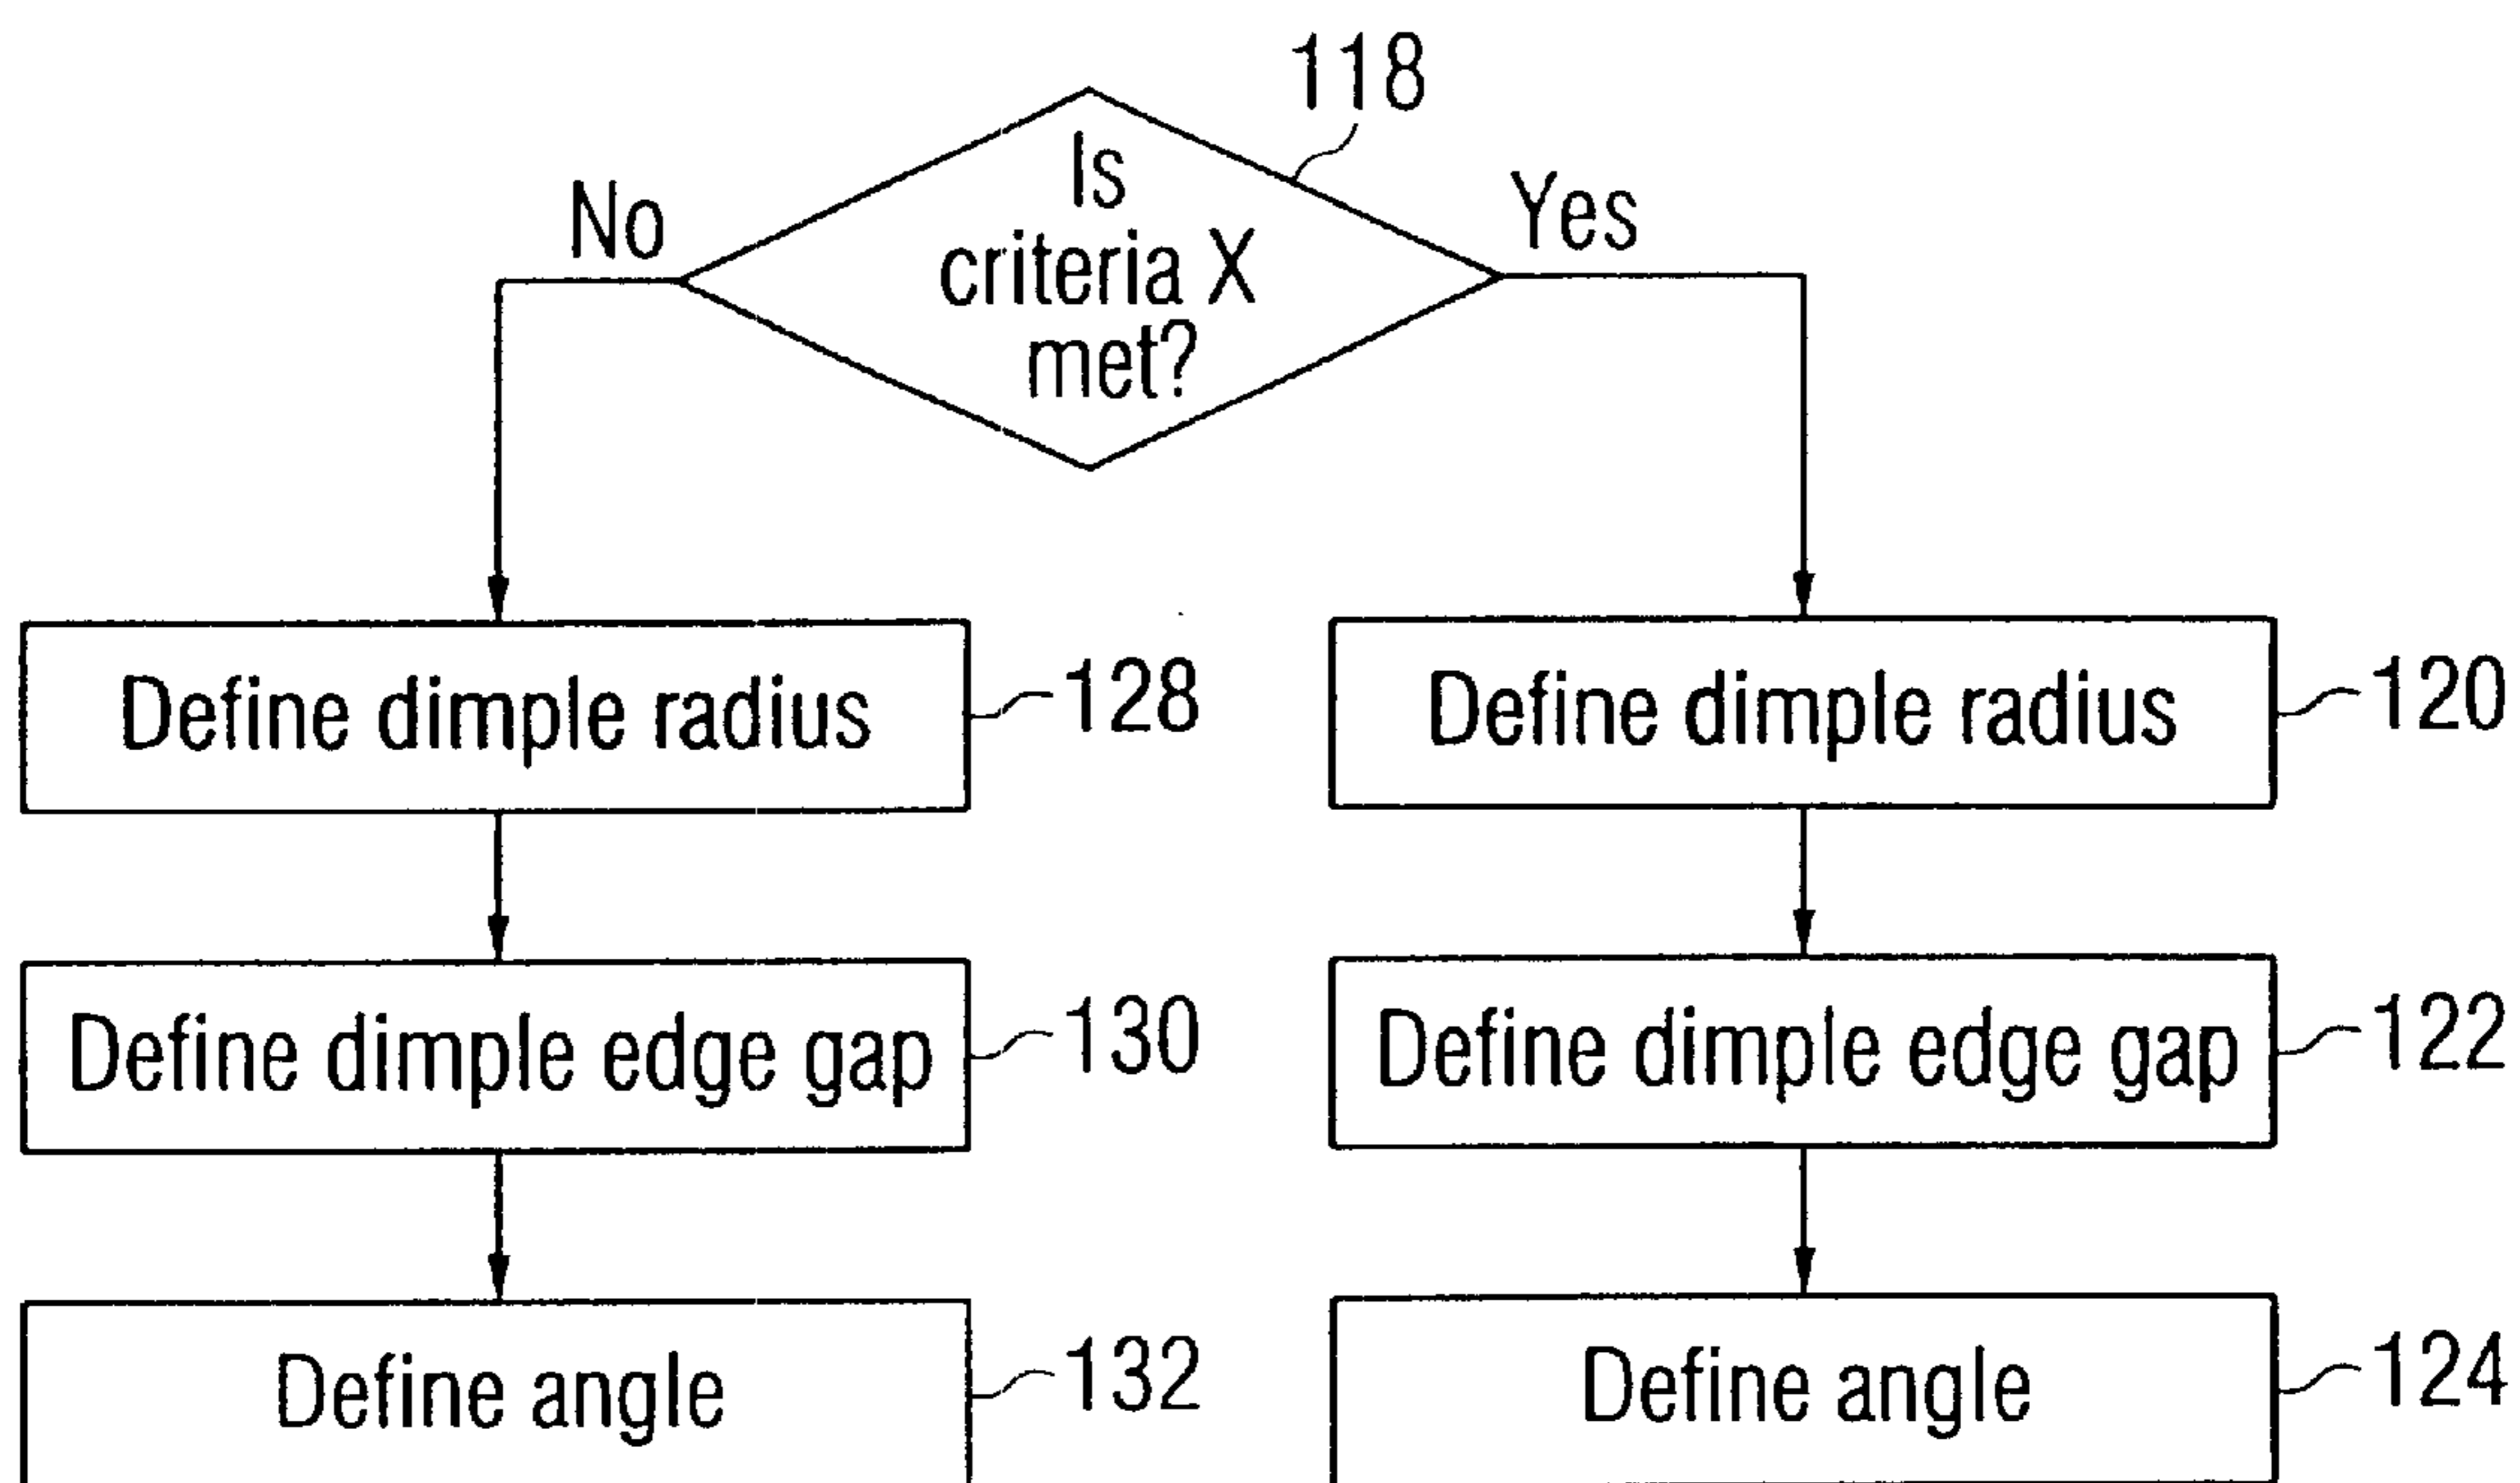 118
Is
criteria X
met?
No
Yes
Define dimple radius
128
Define dimple radius
120
Define dimple edge gap
130
Define dimple edge gap
122
Define angle
132
Define angle
124